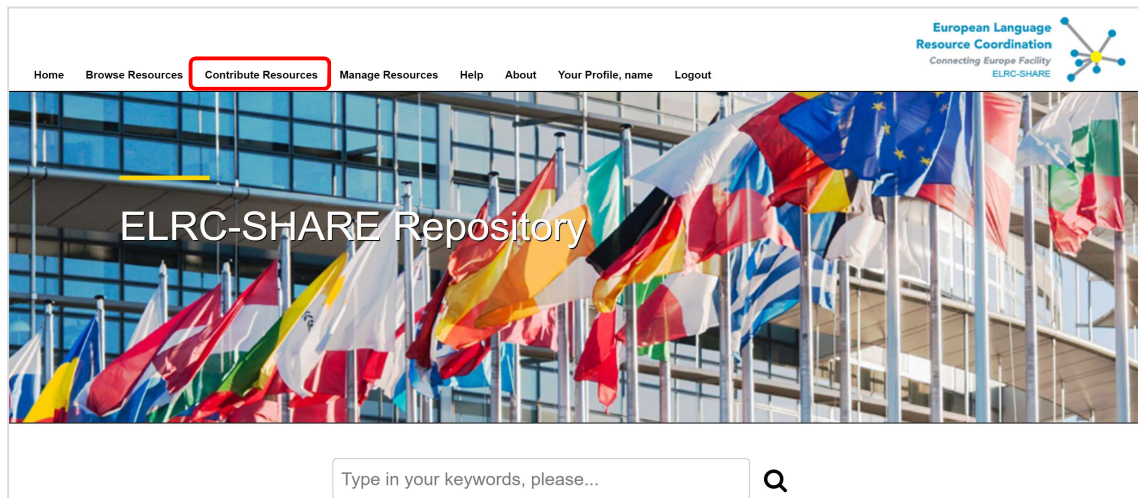 European Language
Resource Coordination
Connecting Europe Facility
ELRC-SHARE
Home Browse Resources Contribute Resources Manage Resources Help About Your Profile, name Logout
ELRC-SHARE Repository
Type in your keywords, please...